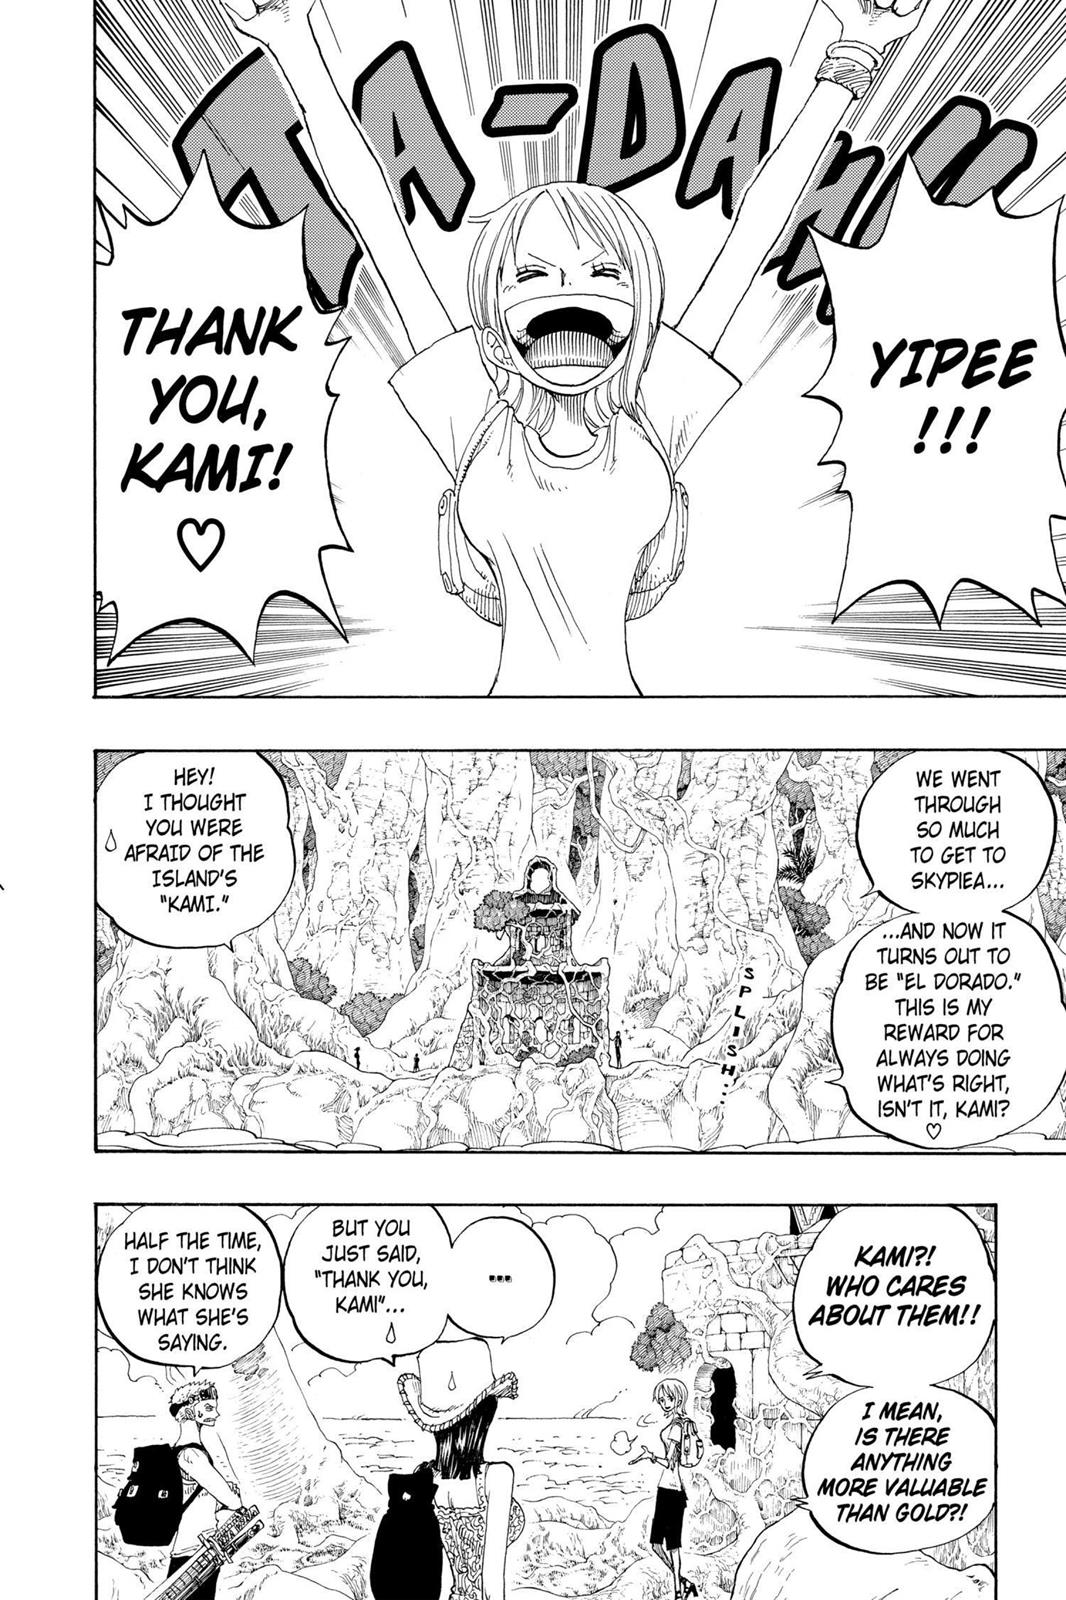 TA-DAH!!
YIPEE
!!!
THANK
YOU,
KAMI!
♡
WE WENT
THROUGH
SO MUCH
TO GET TO
SKYPIEA...
...AND NOW IT
TURNS OUT TO
BE "EL DORADO."
THIS IS MY
REWARD FOR
ALWAYS DOING
WHAT'S RIGHT,
ISN'T IT, KAMI?
♡
SPLISH...
HEY!
I THOUGHT
YOU WERE
AFRAID OF THE
ISLAND'S
"KAMI."
KAMI?!
WHO CARES
ABOUT THEM!!
I MEAN,
IS THERE
ANYTHING
MORE VALUABLE
THAN GOLD?!
...
BUT YOU
JUST SAID,
"THANK YOU,
KAMI"...
HALF THE TIME,
I DON'T THINK
SHE KNOWS
WHAT SHE'S
SAYING.